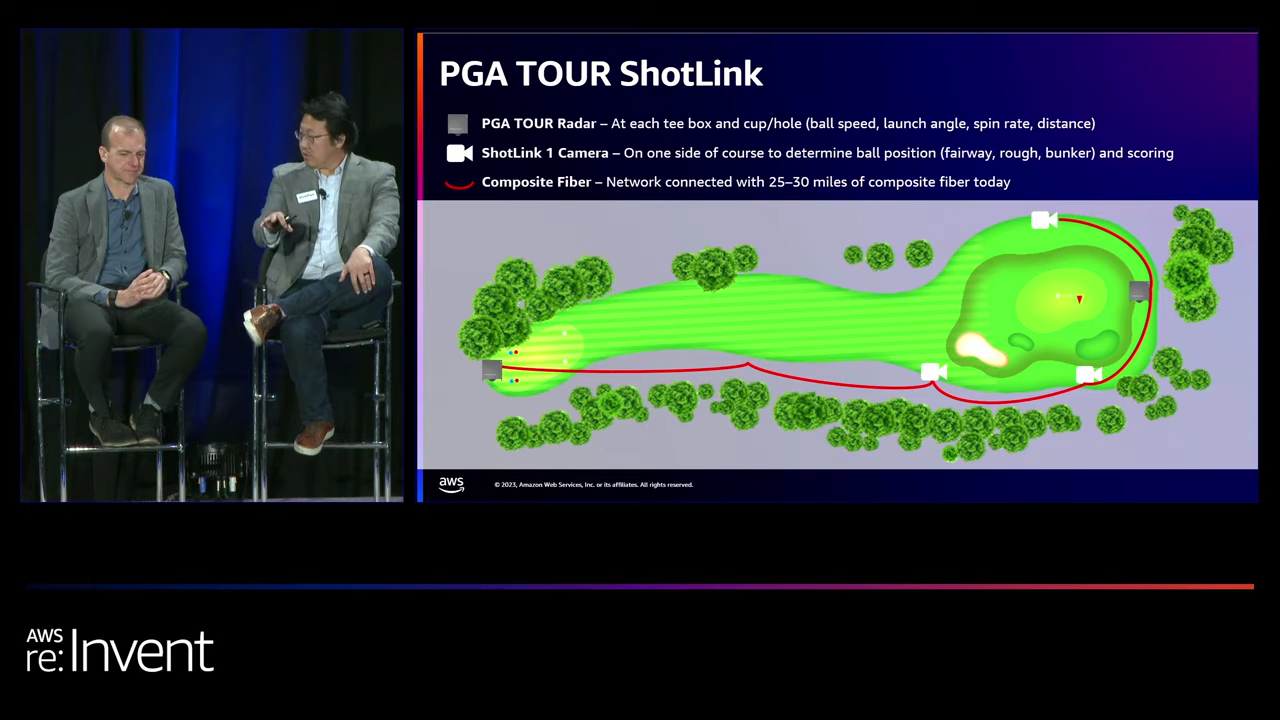 PGA TOUR ShotLink
PGA TOUR Radar – At each tee box and cup/hole (ball speed, launch angle, spin rate, distance)
ShotLink 1 Camera – On one side of course to determine ball position (fairway, rough, bunker) and scoring
Composite Fiber – Network connected with 25–30 miles of composite fiber today
aws
© 2023, Amazon Web Services, Inc. or its affiliates. All rights reserved.
AWS
re:Invent